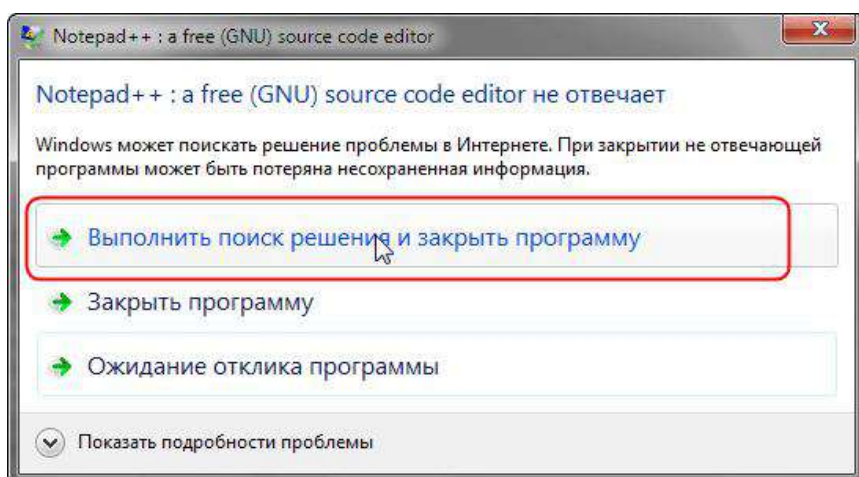 Notepad++ : a free (GNU) source code editor
Notepad++ : a free (GNU) source code editor не отвечает
Windows может поискать решение проблемы в Интернете. При закрытии не отвечающей
программы может быть потеряна несохраненная информация.
Выполнить поиск решения и закрыть программу
Закрыть программу
Ожидание отклика программы
Показать подробности проблемы